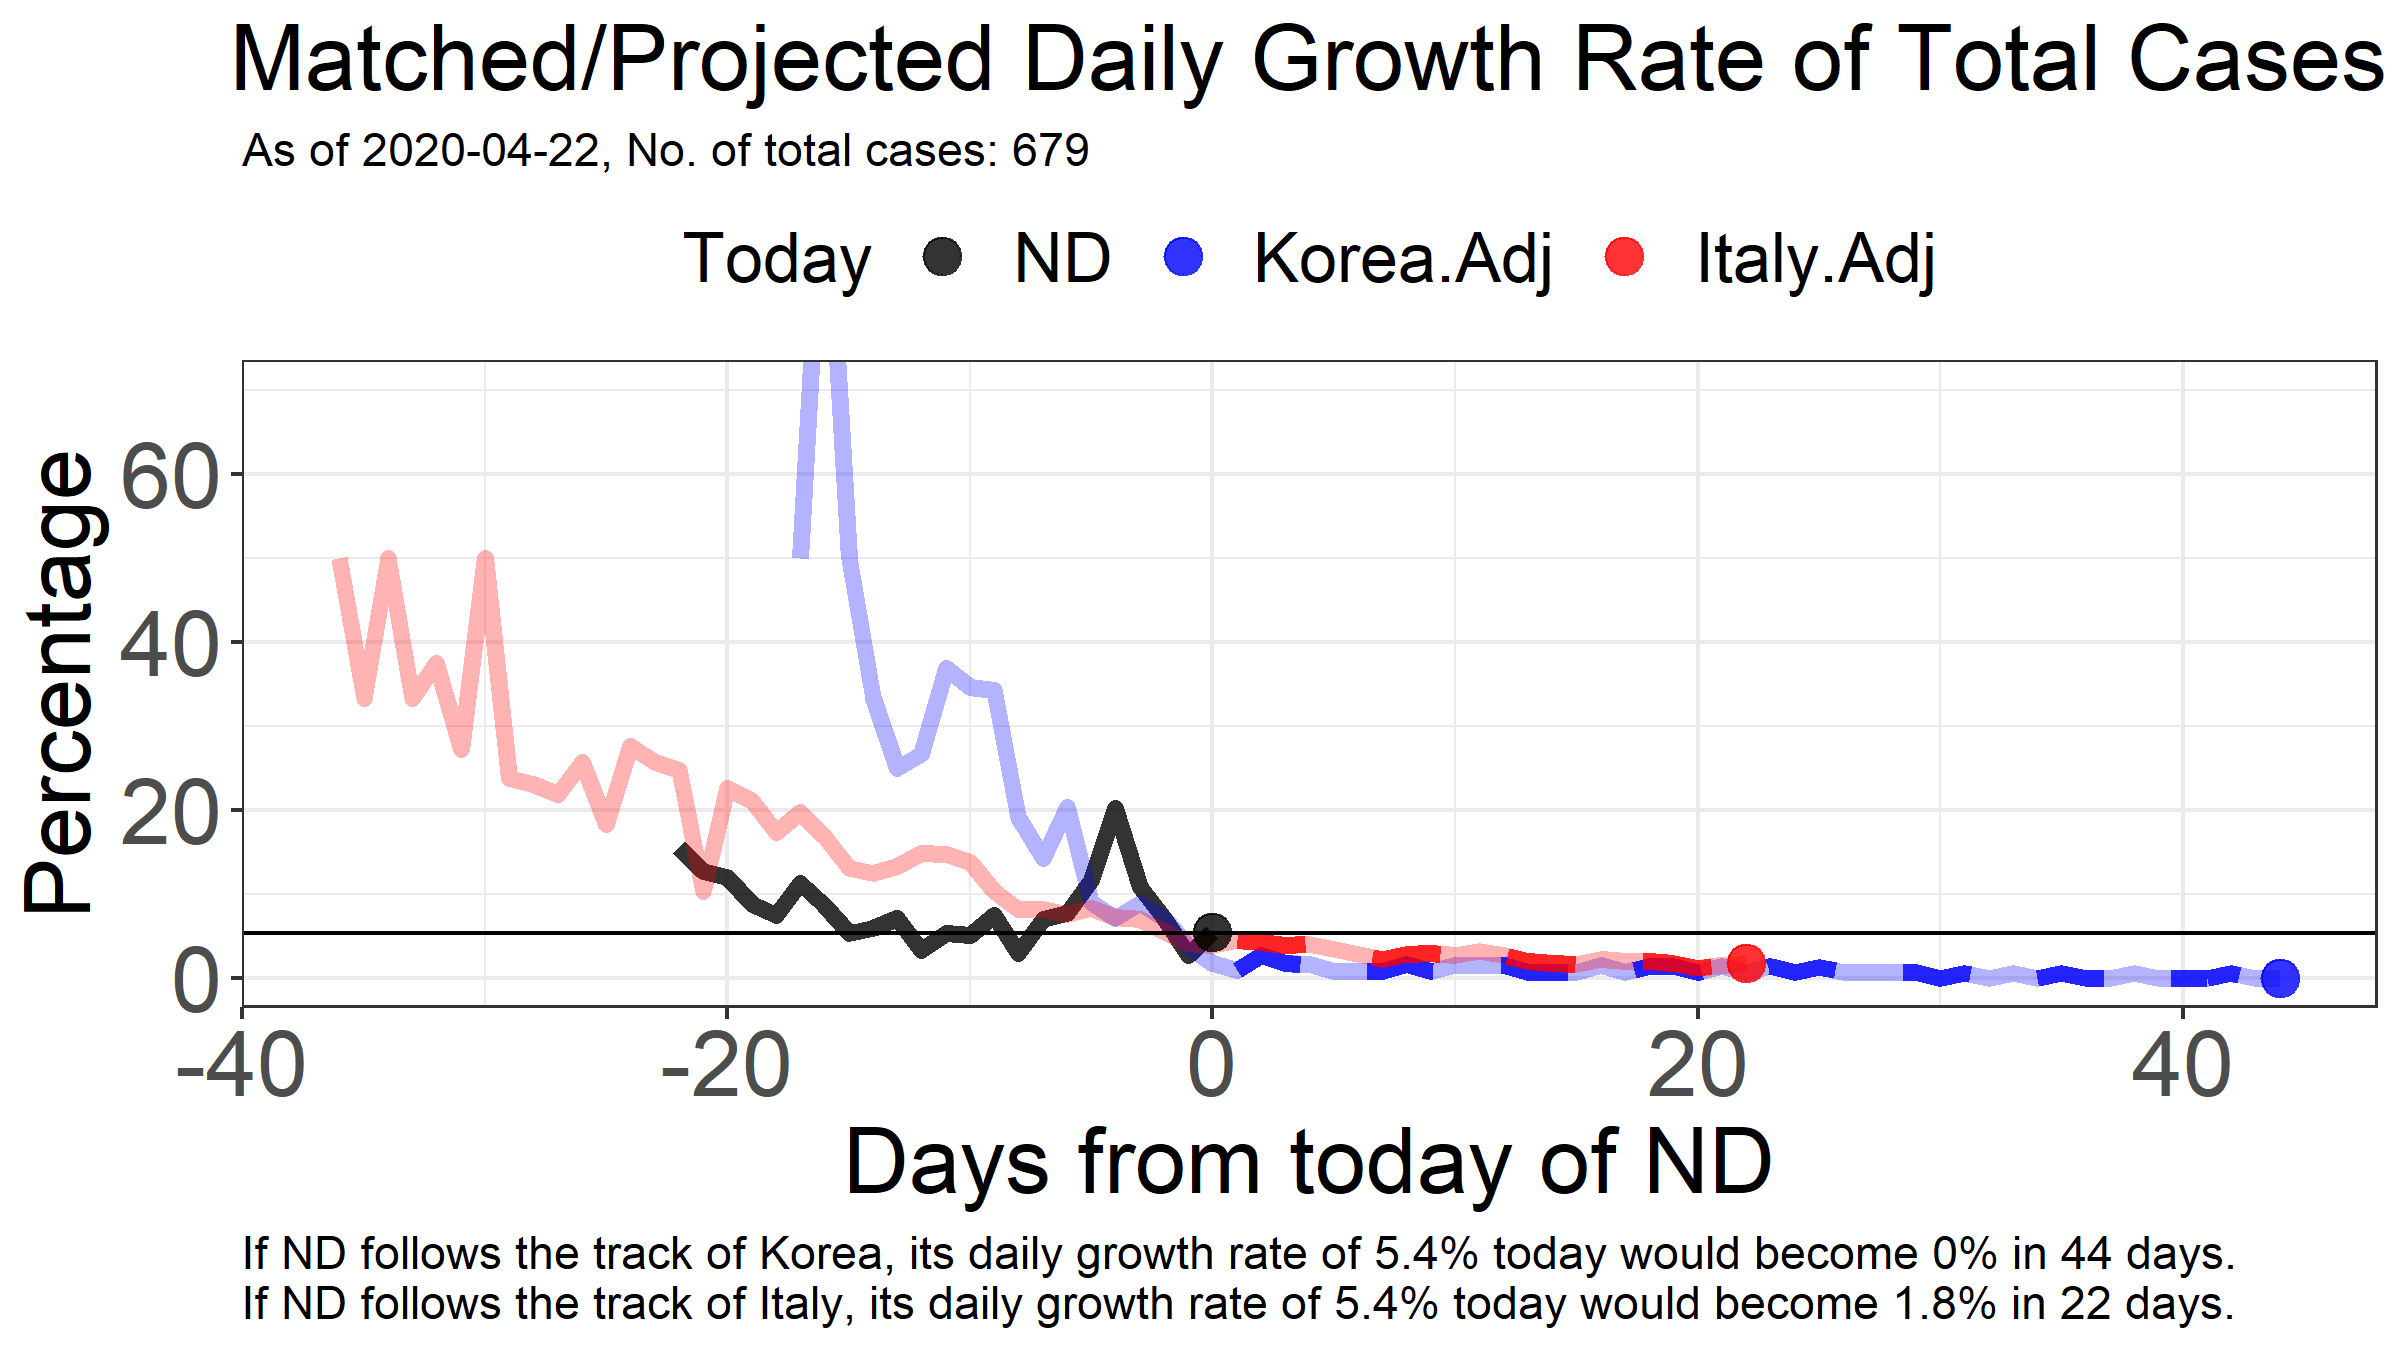 Matched/Projected Daily Growth Rate of Total Cases
As of 2020-04-22, No. of total cases: 679
Today ND Korea.Adj Italy.Adj
Percentage
60
40
20
0
-40 -20 0 20 40
Days from today of ND
If ND follows the track of Korea, its daily growth rate of 5.4% today would become 0% in 44 days.
If ND follows the track of Italy, its daily growth rate of 5.4% today would become 1.8% in 22 days.